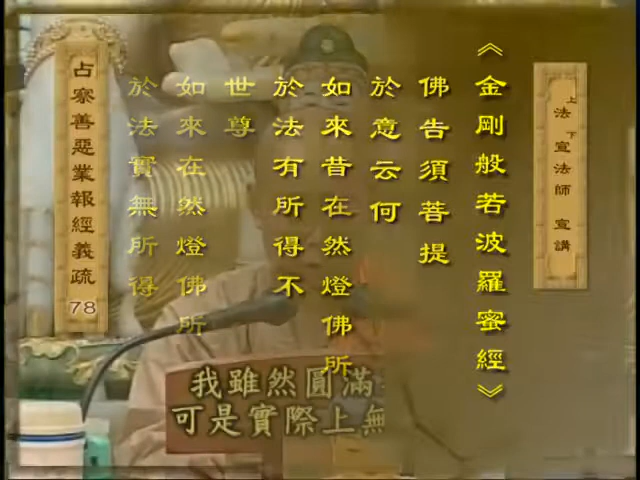 《金剛般若波羅蜜經》
佛告須菩提
於意云何
如來昔在然燈佛所
於法有所得不
世尊
如來在然燈佛所
於法實無所得
上法下宣法師 宣講
占察善惡業報經義疏
78
我雖然圓滿
可是實際上無